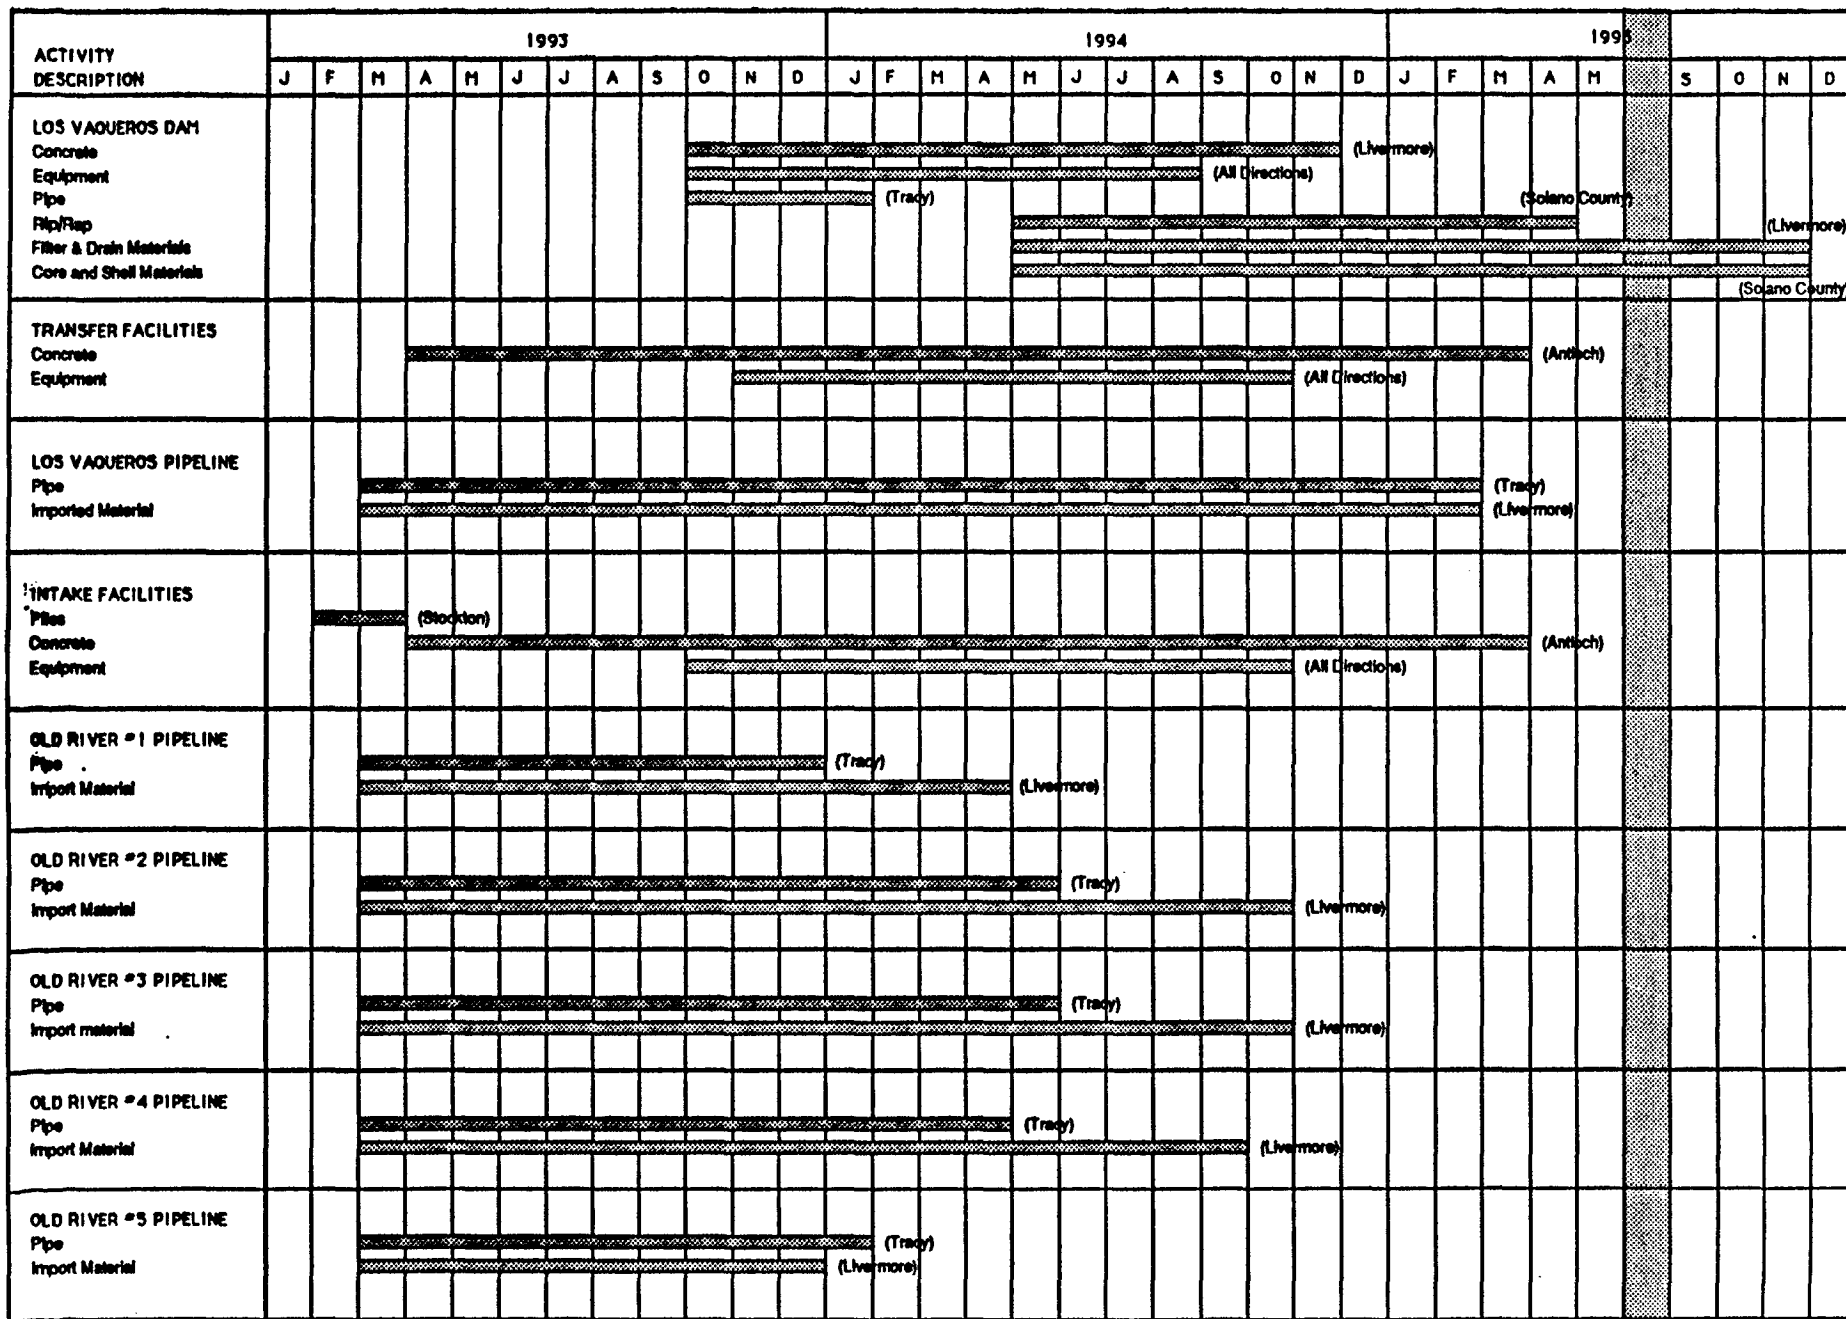 1993 1994 1995
ACTIVITY
DESCRIPTION
J F M A M J J A S O N D J F M A M J J A S O N D J F M A M S O N D
LOS VAQUEROS DAM
Concrete (Livermore)
Equipment (All Directions)
Pipe (Tracy) (Solano County)
Rip/Rap (Livermore)
Filter & Drain Materials
Core and Shell Materials
(Solano County)
TRANSFER FACILITIES
Concrete (Antioch)
Equipment (All Directions)
LOS VAQUEROS PIPELINE
Pipe (Tracy)
Imported Material (Livermore)
INTAKE FACILITIES
Piles (Stockton)
Concrete (Antioch)
Equipment (All Directions)
OLD RIVER #1 PIPELINE
Pipe (Tracy)
Import Material (Livermore)
OLD RIVER #2 PIPELINE
Pipe (Tracy)
Import Material (Livermore)
OLD RIVER #3 PIPELINE
Pipe (Tracy)
Import material (Livermore)
OLD RIVER #4 PIPELINE
Pipe (Tracy)
Import Material (Livermore)
OLD RIVER #5 PIPELINE
Pipe (Tracy)
Import Material (Livermore)